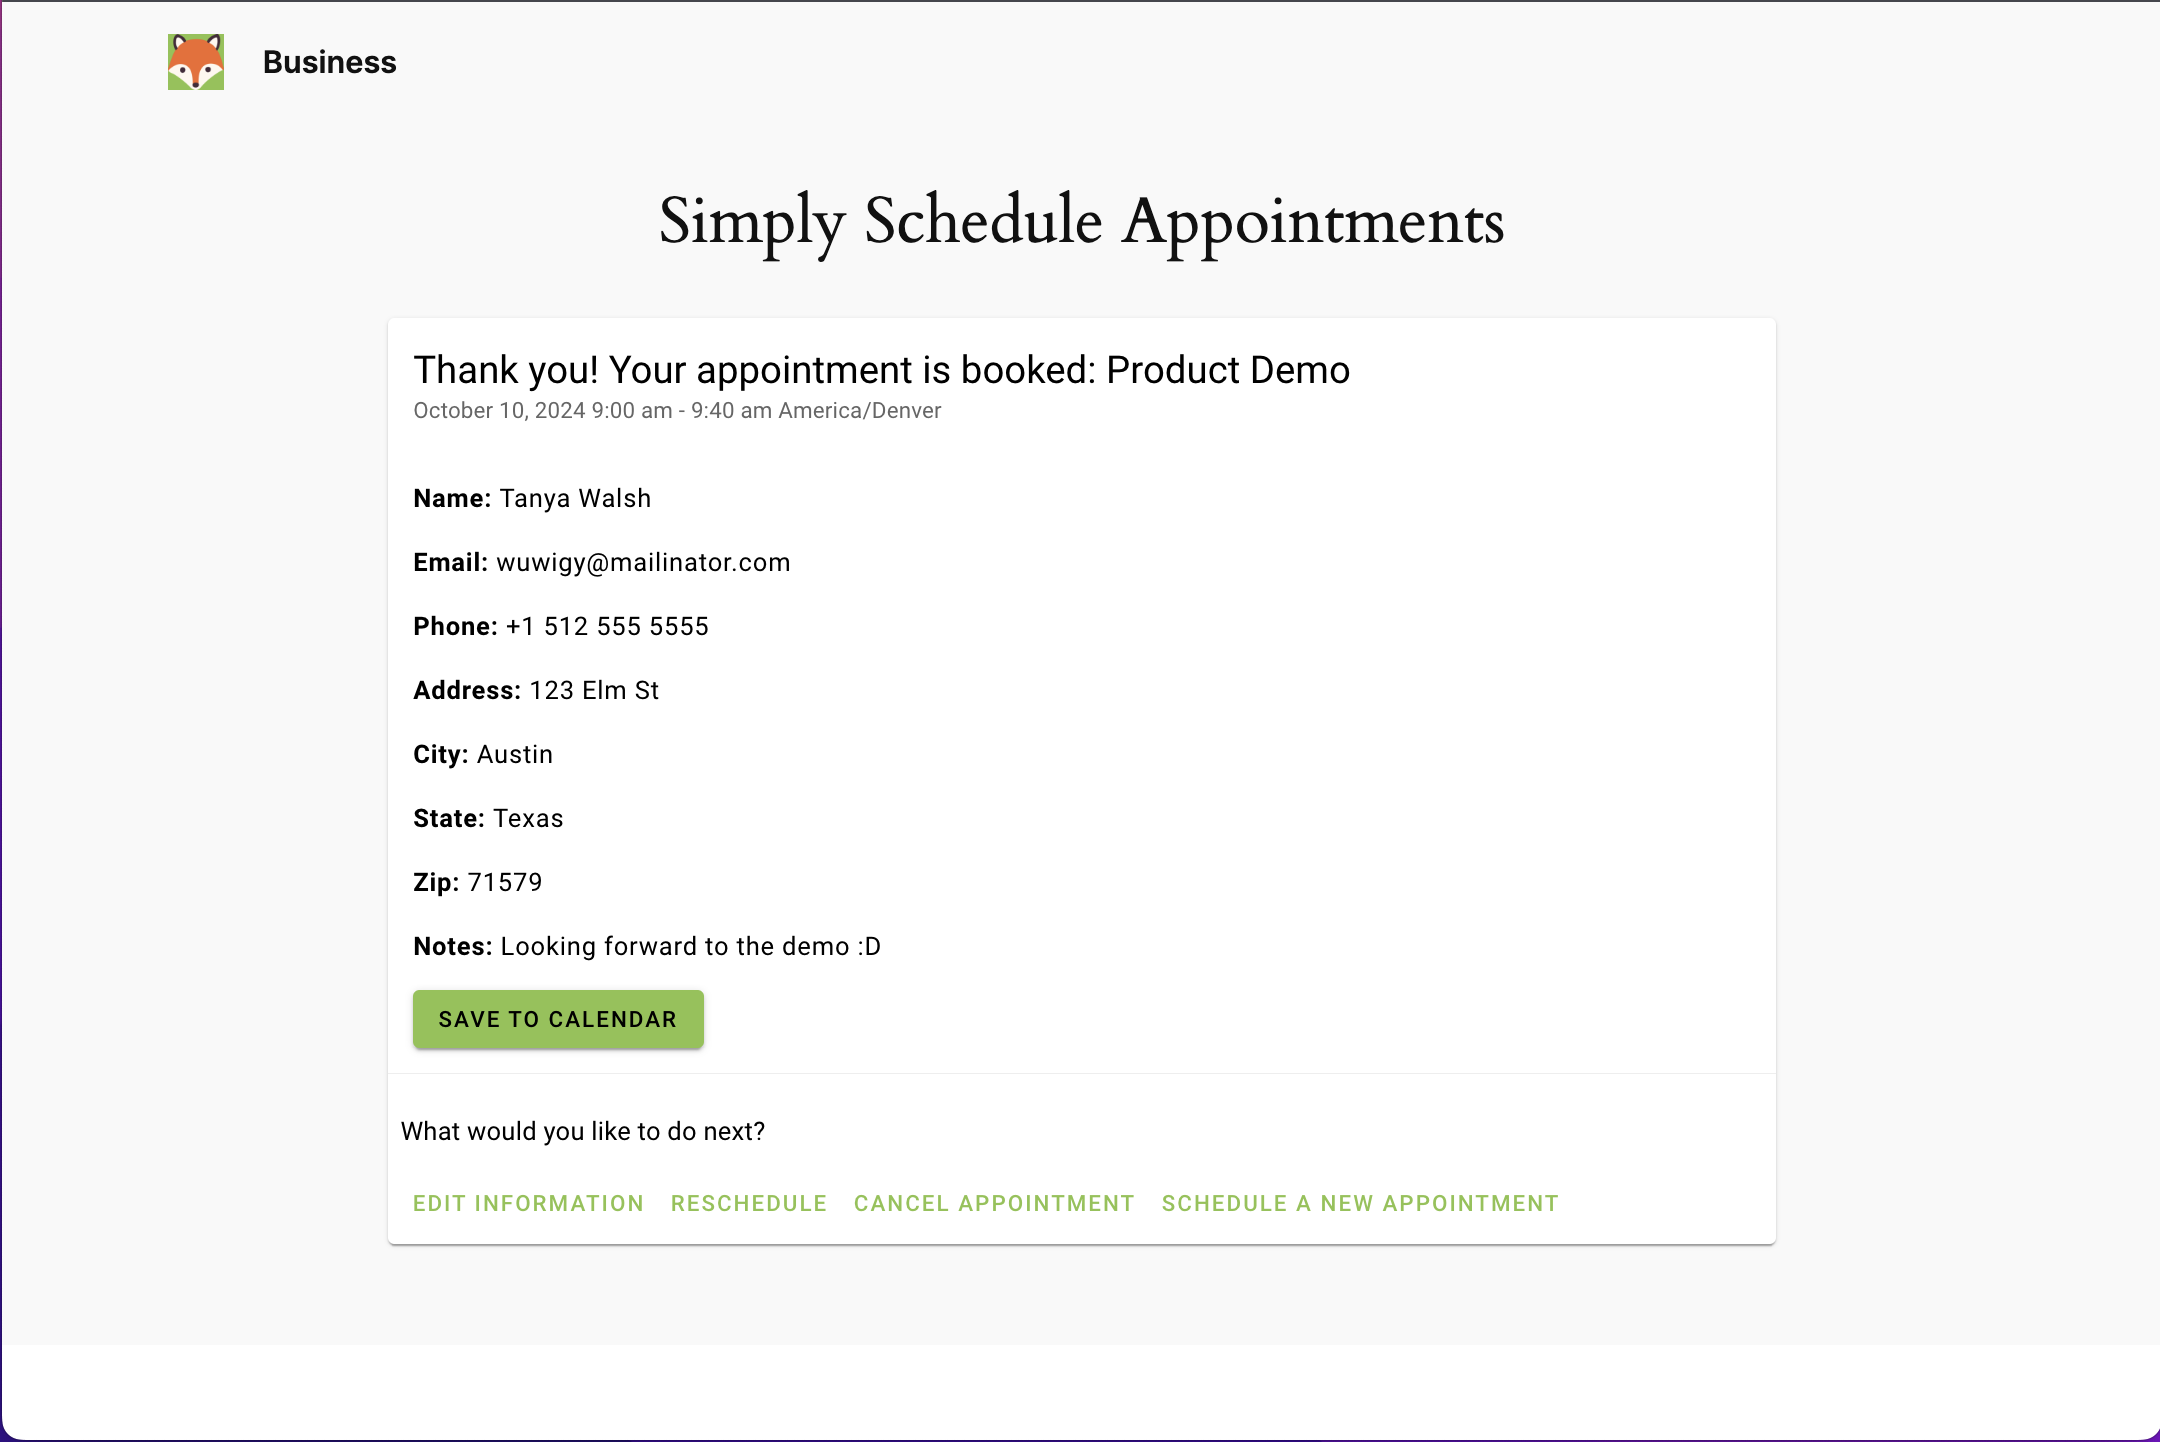 Business
Simply Schedule Appointments
Thank you! Your appointment is booked: Product Demo
October 10, 2024 9:00 am - 9:40 am America/Denver
Name: Tanya Walsh
Email: wuwigy@mailinator.com
Phone: +1 512 555 5555
Address: 123 Elm St
City: Austin
State: Texas
Zip: 71579
Notes: Looking forward to the demo :D
SAVE TO CALENDAR
What would you like to do next?
EDIT INFORMATION RESCHEDULE CANCEL APPOINTMENT SCHEDULE A NEW APPOINTMENT